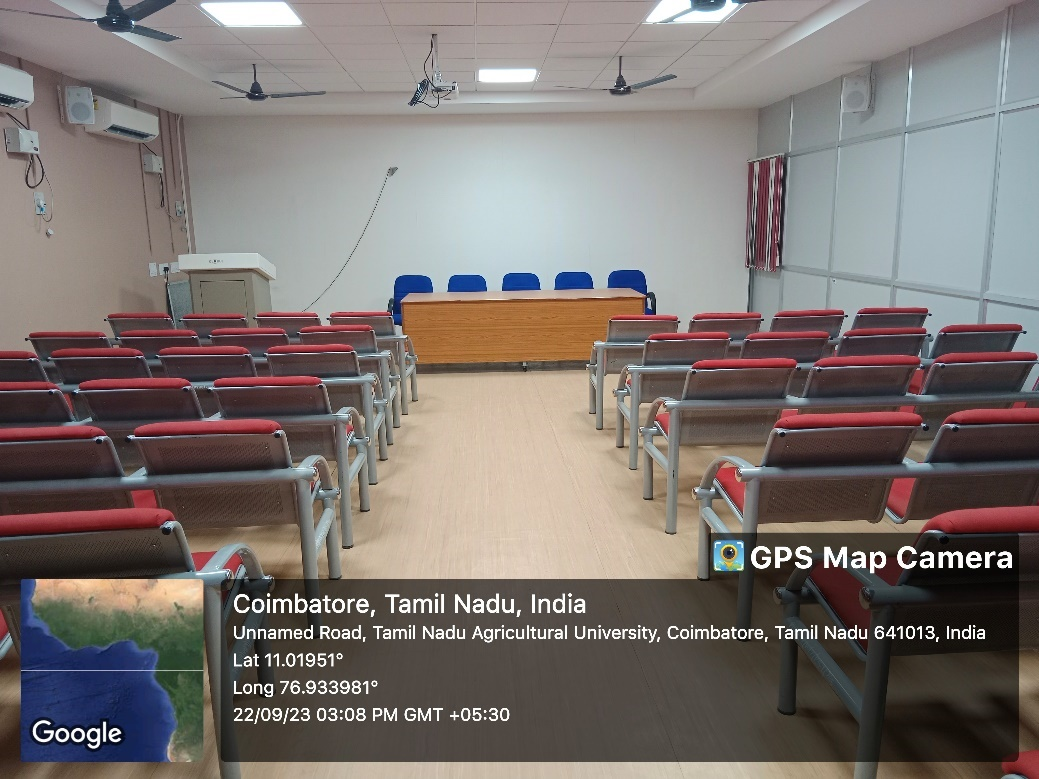 GPS Map Camera
Coimbatore, Tamil Nadu, India
Unnamed Road, Tamil Nadu Agricultural University, Coimbatore, Tamil Nadu 641013, India
Lat 11.01951°
Long 76.933981°
22/09/23 03:08 PM GMT +05:30
Google